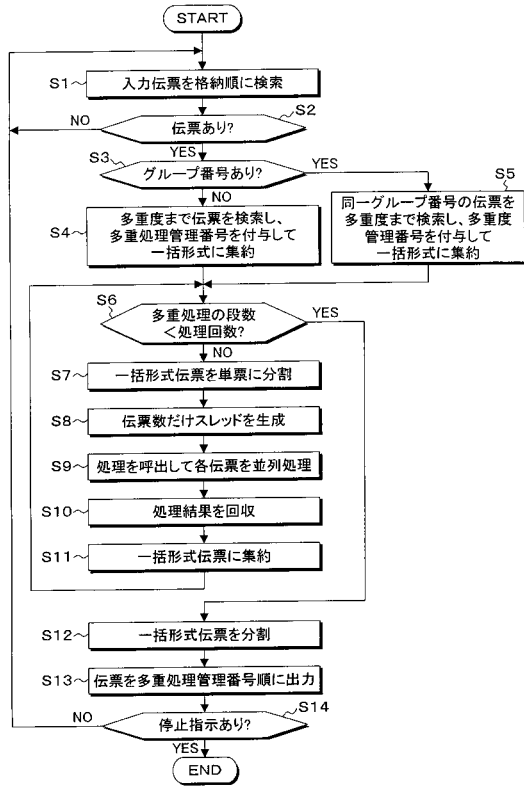 START
S1
入力伝票を格納順に検索
S2
NO
伝票あり?
YES
S3
グループ番号あり?
YES
NO
S4
多重度まで伝票を検索し、
多重処理管理番号を付与して
一括形式に集約
S5
同一グループ番号の伝票を
多重度まで検索し、多重度
管理番号を付与して
一括形式に集約
S6
多重処理の段数
<処理回数?
YES
NO
S7
一括形式伝票を単票に分割
S8
伝票数だけスレッドを生成
S9
処理を呼出して各伝票を並列処理
S10
処理結果を回収
S11
一括形式伝票に集約
S12
一括形式伝票を分割
S13
伝票を多重処理管理番号順に出力
S14
NO
停止指示あり?
YES
END